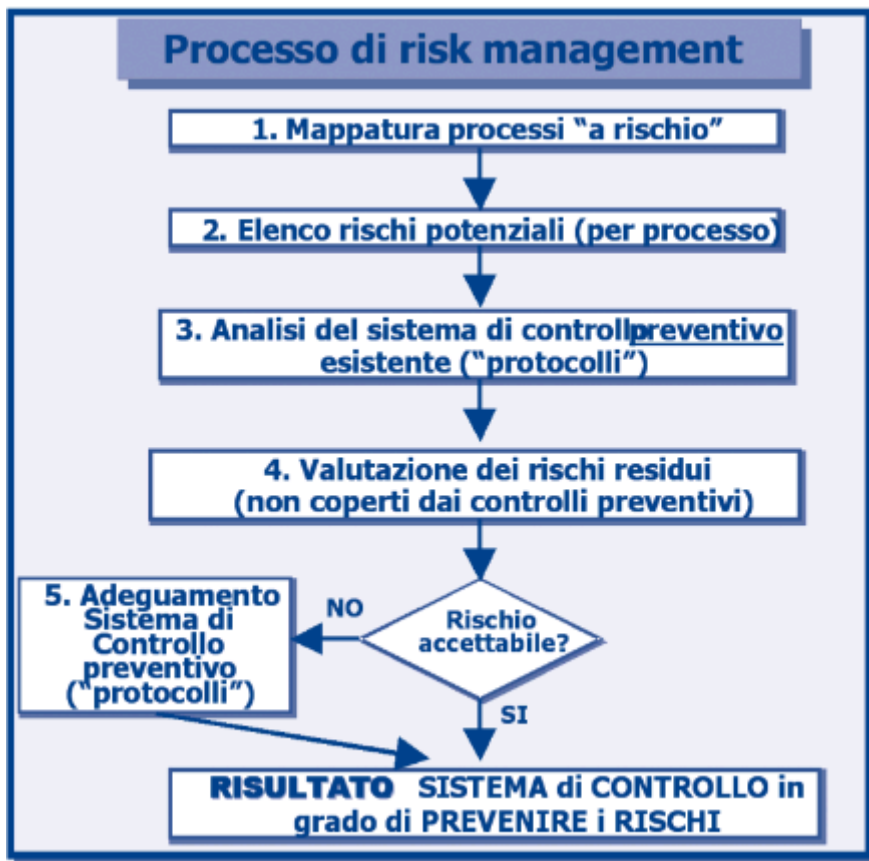 Processo di risk management
1. Mappatura processi “a rischio”
2. Elenco rischi potenziali (per processo)
3. Analisi del sistema di controllo preventivo
esistente (“protocolli”)
4. Valutazione dei rischi residui
(non coperti dai controlli preventivi)
5. Adeguamento
Sistema di
Controllo
preventivo
(“protocolli”)
NO
Rischio
accettabile?
SI
RISULTATO SISTEMA di CONTROLLO in
grado di PREVENIRE i RISCHI